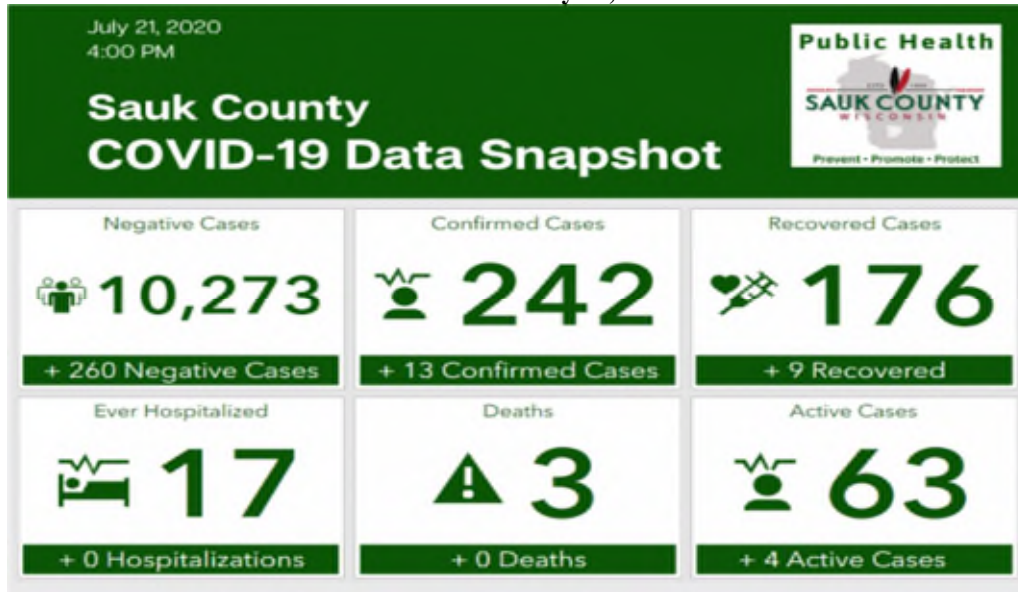 July 21, 2020
4:00 PM
Sauk County
COVID-19 Data Snapshot
Public Health
SAUK COUNTY
WISCONSIN
Prevent • Promote • Protect
Negative Cases
10,273
+ 260 Negative Cases
Confirmed Cases
242
+ 13 Confirmed Cases
Recovered Cases
176
+ 9 Recovered
Ever Hospitalized
17
+ 0 Hospitalizations
Deaths
3
+ 0 Deaths
Active Cases
63
+ 4 Active Cases